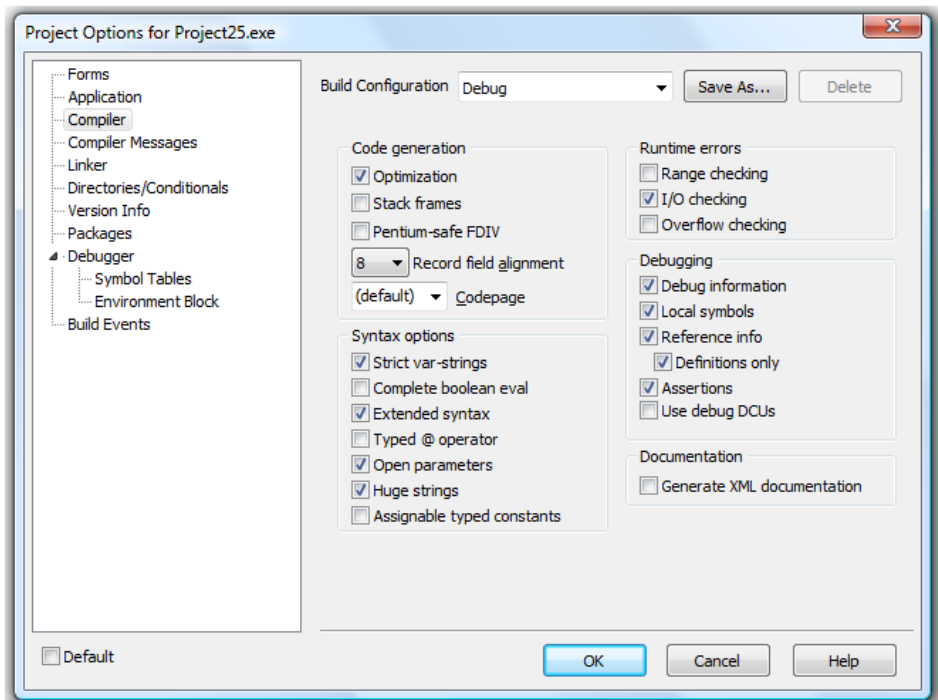 Project Options for Project25.exe
Forms
Application
Compiler
Compiler Messages
Linker
Directories/Conditionals
Version Info
Packages
Debugger
Symbol Tables
Environment Block
Build Events
Default
Build Configuration Debug Save As... Delete
Code generation
Optimization
Stack frames
Pentium-safe FDIV
8 Record field alignment
(default) Codepage
Syntax options
Strict var-strings
Complete boolean eval
Extended syntax
Typed @ operator
Open parameters
Huge strings
Assignable typed constants
Runtime errors
Range checking
I/O checking
Overflow checking
Debugging
Debug information
Local symbols
Reference info
Definitions only
Assertions
Use debug DCUs
Documentation
Generate XML documentation
OK Cancel Help